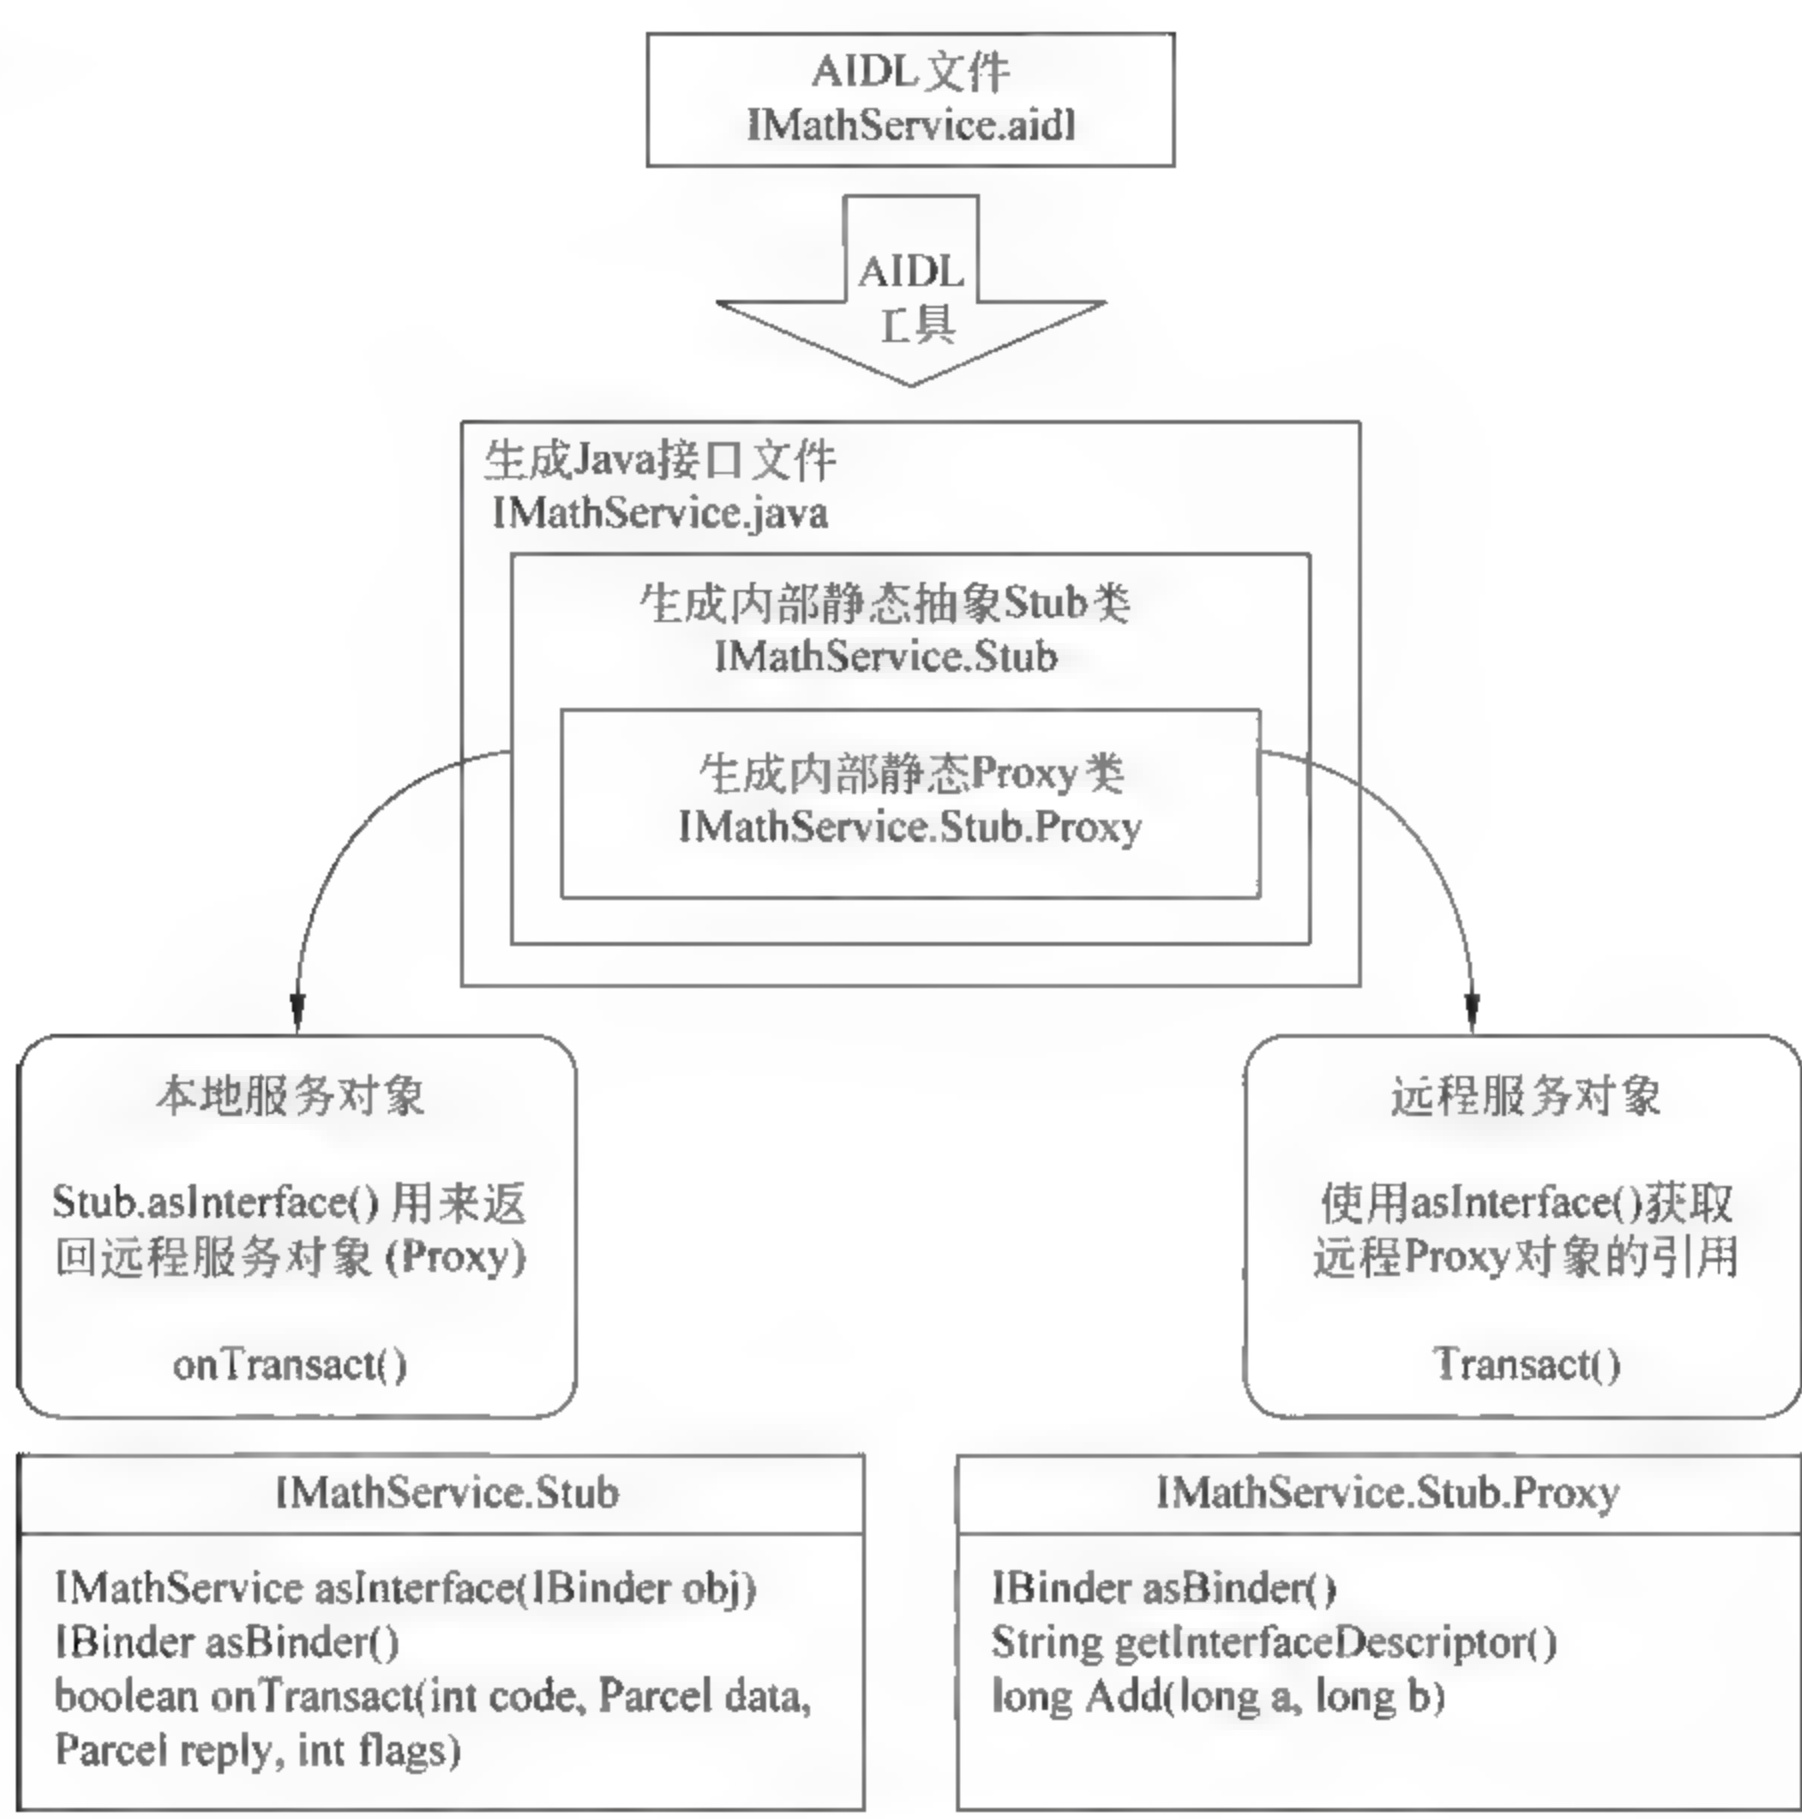 AIDL文件
IMathService.aidl
AIDL
工具
生成Java接口文件
IMathService.java
生成内部静态抽象Stub类
IMathService.Stub
生成内部静态Proxy类
IMathService.Stub.Proxy
本地服务对象
Stub.asInterface() 用来返
回远程服务对象 (Proxy)
onTransact()
远程服务对象
使用asInterface()获取
远程Proxy对象的引用
Transact()
IMathService.Stub
IMathService asInterface(IBinder obj)
IBinder asBinder()
boolean onTransact(int code, Parcel data,
Parcel reply, int flags)
IMathService.Stub.Proxy
IBinder asBinder()
String getInterfaceDescriptor()
long Add(long a, long b)